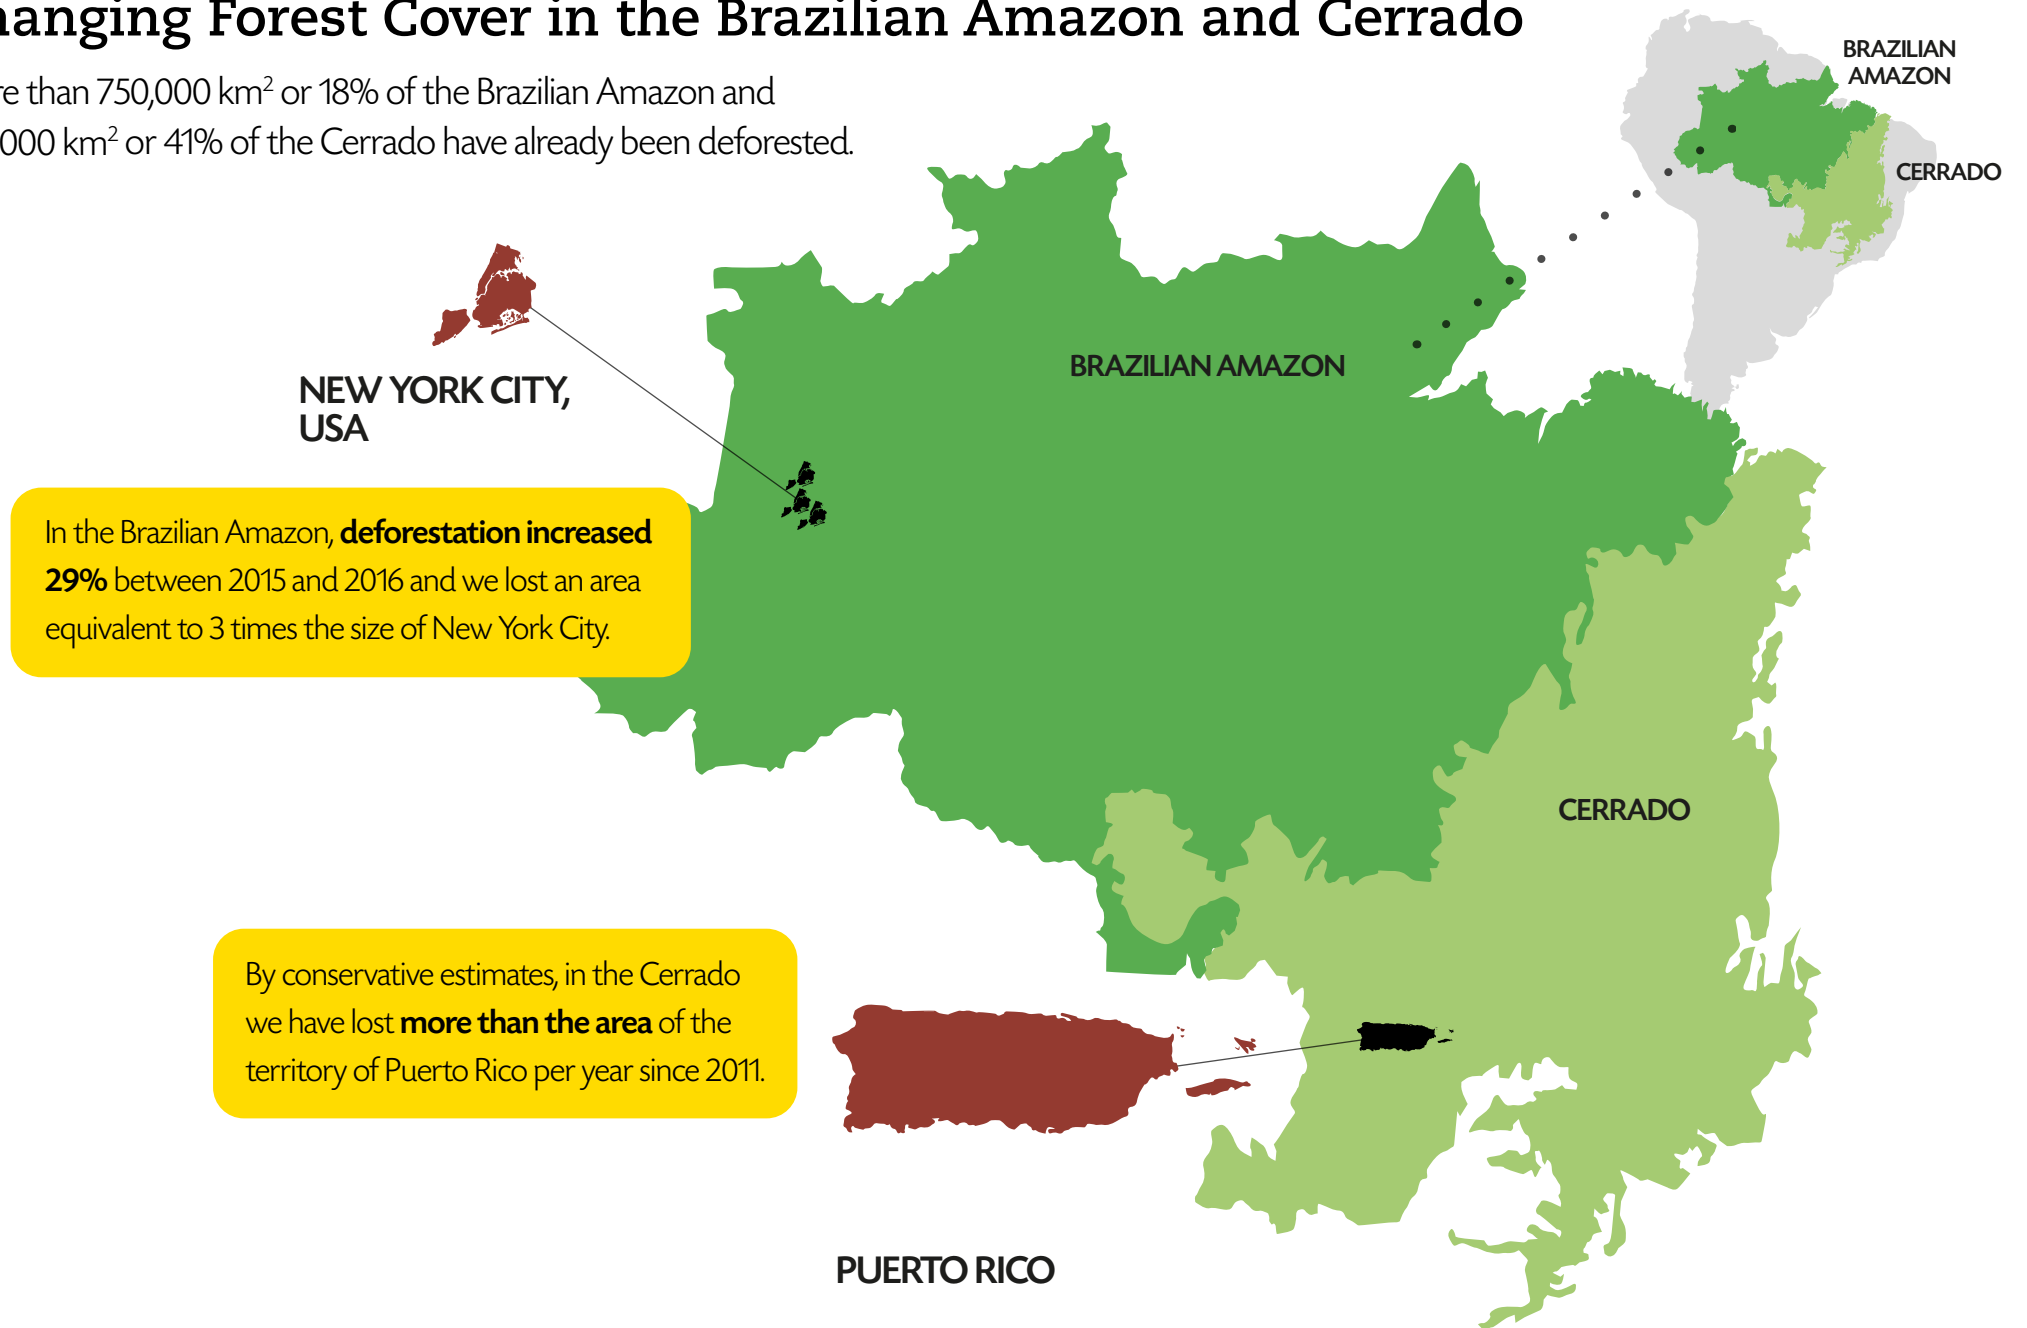 hanging Forest Cover in the Brazilian Amazon and Cerrado
re than 750,000 km² or 18% of the Brazilian Amazon and
,000 km² or 41% of the Cerrado have already been deforested.
BRAZILIAN
AMAZON
CERRADO
NEW YORK CITY,
USA
BRAZILIAN AMAZON
In the Brazilian Amazon, deforestation increased
29% between 2015 and 2016 and we lost an area
equivalent to 3 times the size of New York City.
CERRADO
By conservative estimates, in the Cerrado
we have lost more than the area of the
territory of Puerto Rico per year since 2011.
PUERTO RICO